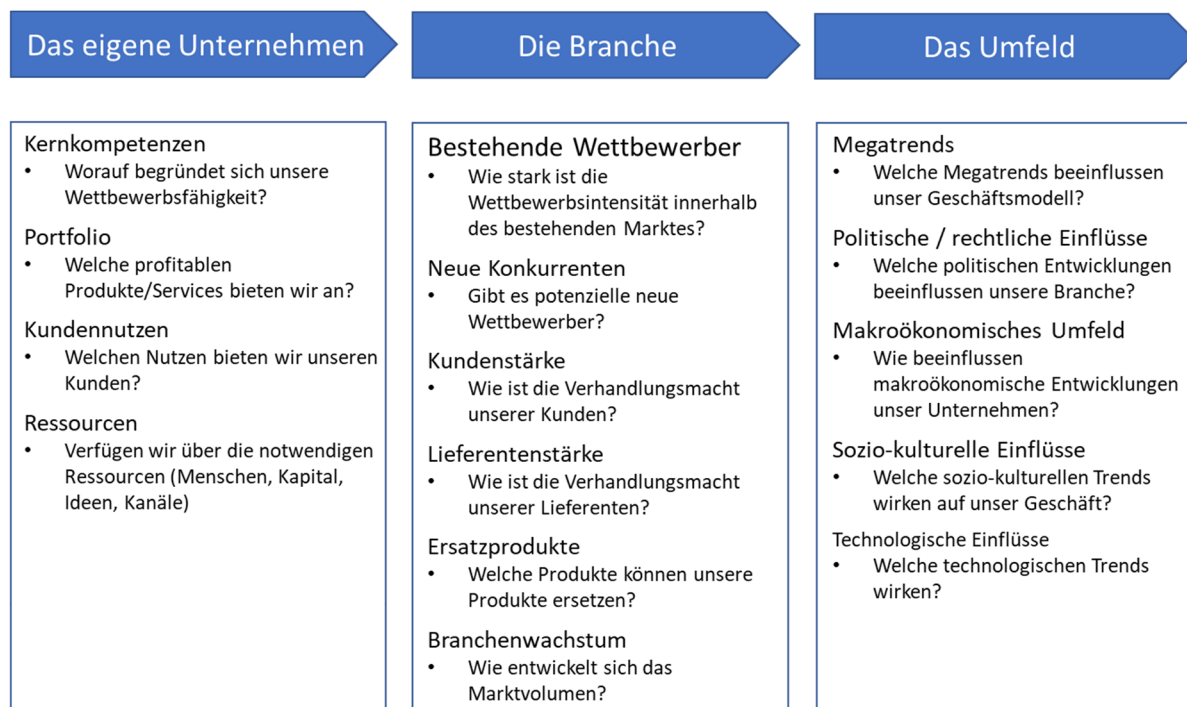 Das eigene Unternehmen
Die Branche
Das Umfeld
Kernkompetenzen
• Worauf begründet sich unsere
Wettbewerbsfähigkeit?
Portfolio
• Welche profitablen
Produkte/Services bieten wir an?
Kundennutzen
• Welchen Nutzen bieten wir unseren
Kunden?
Ressourcen
• Verfügen wir über die notwendigen
Ressourcen (Menschen, Kapital,
Ideen, Kanäle)
Bestehende Wettbewerber
• Wie stark ist die
Wettbewerbsintensität innerhalb
des bestehenden Marktes?
Neue Konkurrenten
• Gibt es potenzielle neue
Wettbewerber?
Kundenstärke
• Wie ist die Verhandlungsmacht
unserer Kunden?
Lieferentenstärke
• Wie ist die Verhandlungsmacht
unserer Lieferenten?
Ersatzprodukte
• Welche Produkte können unsere
Produkte ersetzen?
Branchenwachstum
• Wie entwickelt sich das
Marktvolumen?
Megatrends
• Welche Megatrends beeinflussen
unser Geschäftsmodell?
Politische / rechtliche Einflüsse
• Welche politischen Entwicklungen
beeinflussen unsere Branche?
Makroökonomisches Umfeld
• Wie beeinflussen
makroökonomische Entwicklungen
unser Unternehmen?
Sozio-kulturelle Einflüsse
• Welche sozio-kulturellen Trends
wirken auf unser Geschäft?
Technologische Einflüsse
• Welche technologischen Trends
wirken?